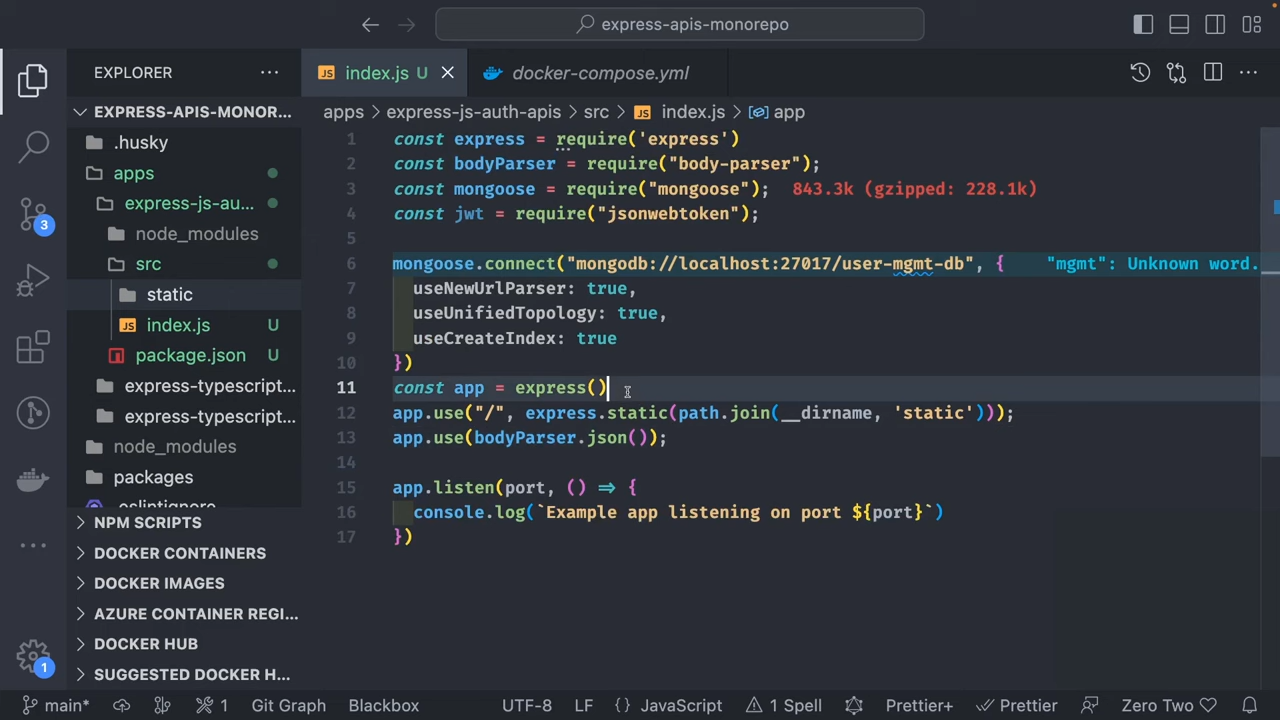 express-apis-monorepo
EXPLORER
JS index.js U
docker-compose.yml
EXPRESS-APIS-MONOR...
apps > express-js-auth-apis > src > JS index.js > app
.husky
apps
express-js-au...
node_modules
src
static
JS index.js U
package.json U
express-typescript...
express-typescript...
node_modules
packages
.eslintignore
NPM SCRIPTS
DOCKER CONTAINERS
DOCKER IMAGES
AZURE CONTAINER REGI...
DOCKER HUB
SUGGESTED DOCKER H...
3
1
1 const express = require('express')
2 const bodyParser = require("body-parser");
3 const mongoose = require("mongoose"); 843.3k (gzipped: 228.1k)
4 const jwt = require("jsonwebtoken");
5
6 mongoose.connect("mongodb://localhost:27017/user-mgmt-db", { "mgmt": Unknown word.
7 useNewUrlParser: true,
8 useUnifiedTopology: true,
9 useCreateIndex: true
10 })
11 const app = express()
12 app.use("/", express.static(path.join(__dirname, 'static')));
13 app.use(bodyParser.json());
14
15 app.listen(port, () => {
16 console.log(`Example app listening on port ${port}`)
17 })
main* 1 Git Graph Blackbox UTF-8 LF {} JavaScript 1 Spell Prettier+ Prettier Zero Two